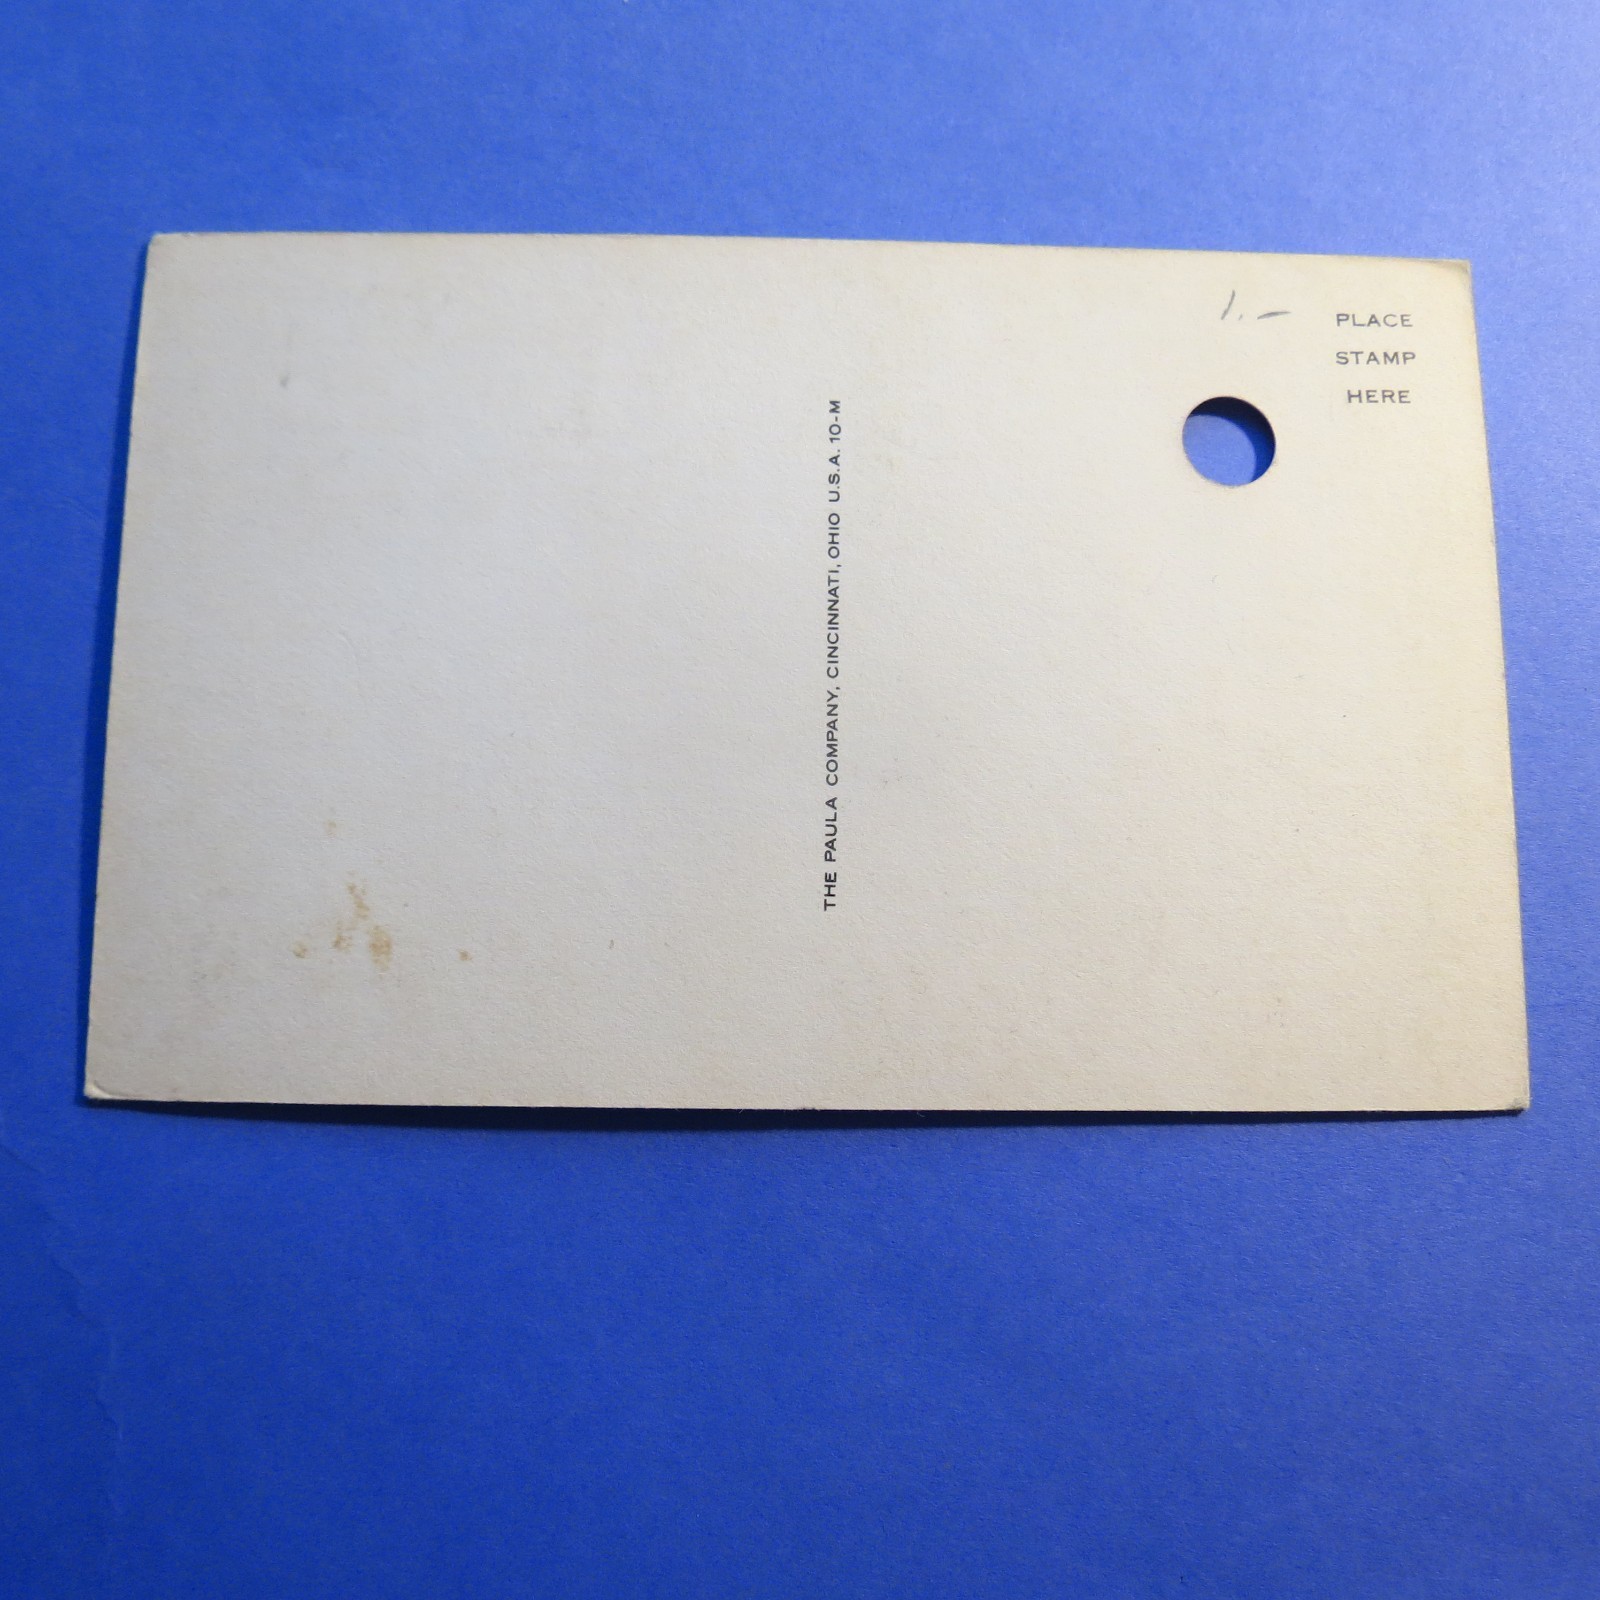 1.-
PLACE
STAMP
HERE
THE PAULA COMPANY, CINCINNATI, OHIO U.S.A. 10-M